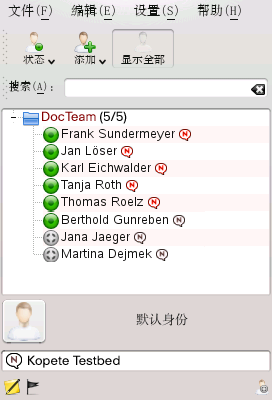 文件(F) 编辑(E) 设置(S) 帮助(H)
状态 添加 显示全部
搜索(A):
DocTeam (5/5)
Frank Sundermeyer
Jan Löser
Karl Eichwalder
Tanja Roth
Thomas Roelz
Berthold Gunreben
Jana Jaeger
Martina Dejmek
默认身份
Kopete Testbed